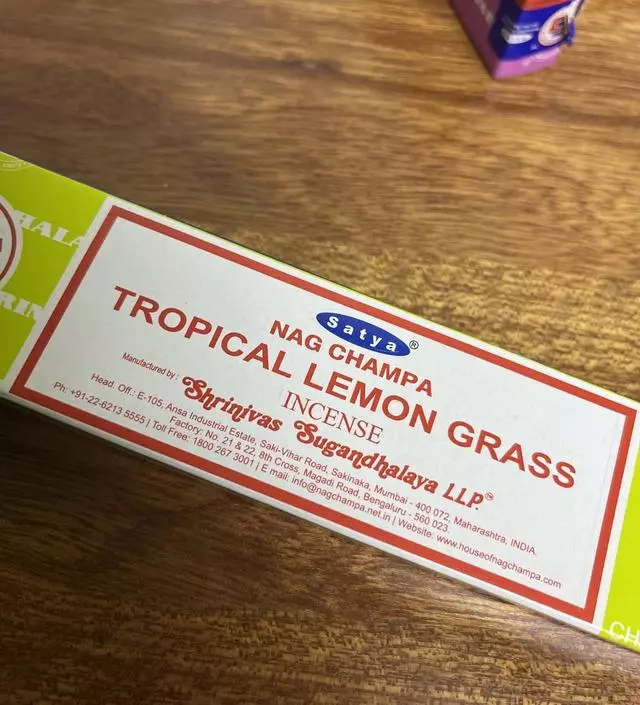 Satya®
NAG CHAMPA
TROPICAL LEMON GRASS
INCENSE
Manufactured by :
Shrinivas Sugandhalaya LLP.™
Head. Off.: E-105, Ansa Industrial Estate, Saki-Vihar Road, Sakinaka, Mumbai - 400 072, Maharashtra, INDIA.
Factory: No. 21 & 22, 8th Cross, Magadi Road, Bengaluru - 560 023.
Ph: +91-22-6213 5555 | Toll Free: 1800 267 3001 | E mail: info@nagchampa.net.in | Website: www.houseofnagchampa.com